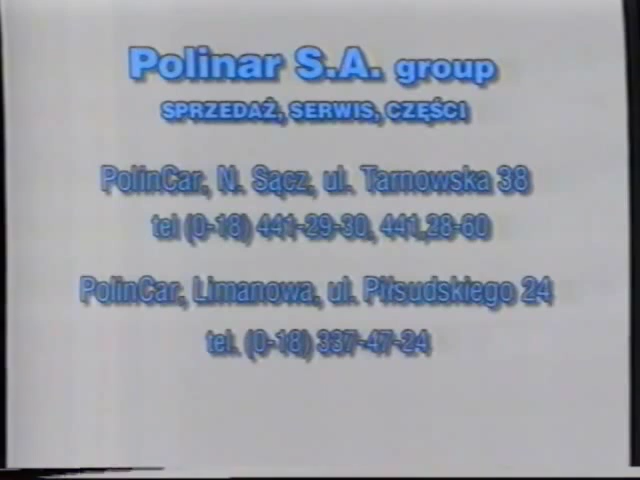 Polinar S.A. group
SPRZEDAŻ, SERWIS, CZĘŚCI
PolinCar, N. Sącz, ul. Tarnowska 38
tel (0-18) 441-29-30, 441,28-60
PolinCar, Limanowa, ul. Piłsudskiego 24
tel. (0-18) 337-47-24